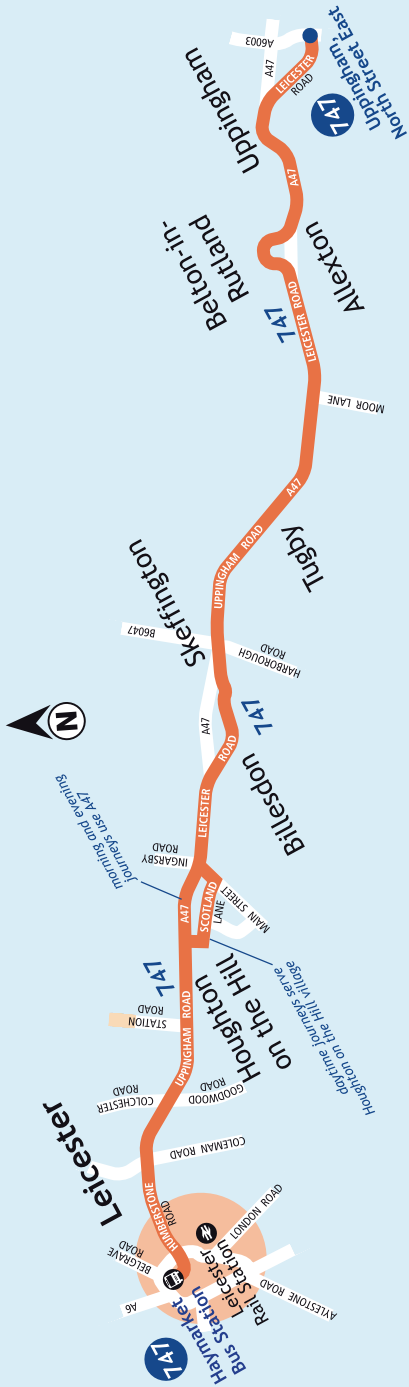 747
Haymarket
Bus Station
A6
BELGRAVE
ROAD
Leicester
Rail Station
LONDON ROAD
AYLESTONE ROAD
Leicester
HUMBERSTONE
ROAD
COLEMAN ROAD
COLCHESTER
ROAD
GOODWOOD
ROAD
UPPINGHAM ROAD
STATION
ROAD
747
Houghton
on the Hill
daytime journeys serve
Houghton on the Hill village
A47
SCOTLAND
LANE
MAIN STREET
INGARSBY
ROAD
morning and evening
journeys use A47
N
LEICESTER
ROAD
Billesdon
747
A47
B6047
HARBOROUGH
ROAD
Skeffington
UPPINGHAM ROAD
Tugby
A47
MOOR LANE
LEICESTER ROAD
747
Belton-in-
Rutland
Allexton
A47
Uppingham
A47
A6003
LEICESTER
ROAD
747
Uppingham,
North Street East